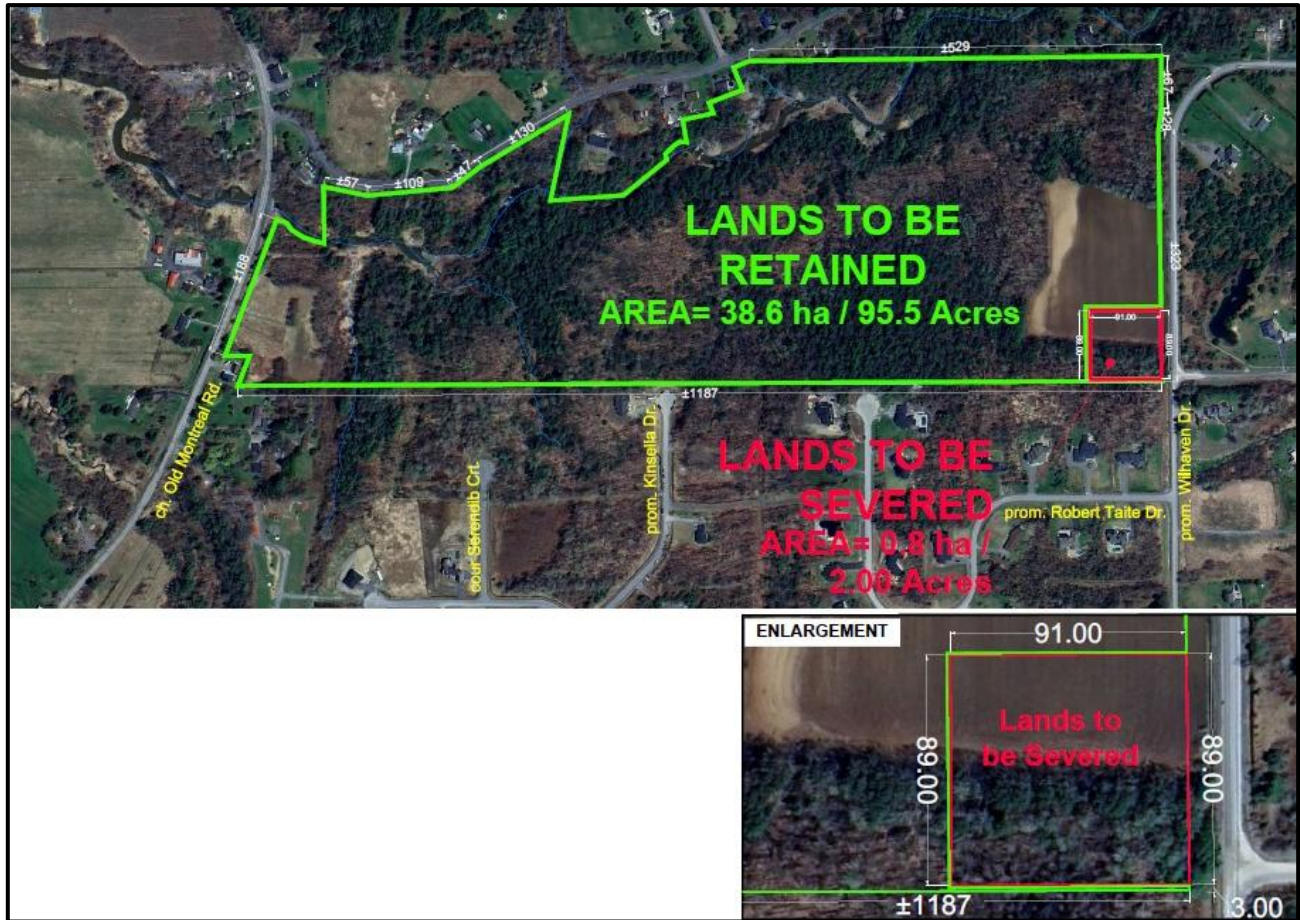 ±529
±67
±28
±130
±47
±57
±109
±188
±323
LANDS TO BE
RETAINED
AREA= 38.6 ha / 95.5 Acres
91.00
89.00
89.00
±1187
ch. Old Montreal Rd.
cour Serendib Crt.
prom. Kinsella Dr.
LANDS TO BE
SEVERED
AREA= 0.8 ha /
2.00 Acres
prom. Robert Taite Dr.
prom. Wilhaven Dr.
ENLARGEMENT
91.00
89.00
Lands to
be Severed
89.00
±1187
3.00